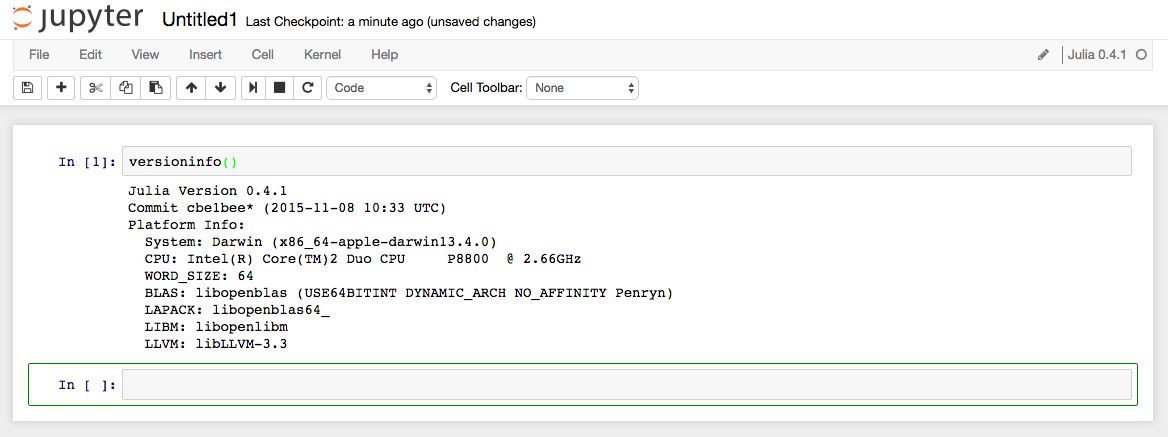 jupyter Untitled1 Last Checkpoint: a minute ago (unsaved changes)
File Edit View Insert Cell Kernel Help Julia 0.4.1
Code Cell Toolbar: None
In [1]: versioninfo()
Julia Version 0.4.1
Commit cbe1bee* (2015-11-08 10:33 UTC)
Platform Info:
  System: Darwin (x86_64-apple-darwin13.4.0)
  CPU: Intel(R) Core(TM)2 Duo CPU     P8800  @ 2.66GHz
  WORD_SIZE: 64
  BLAS: libopenblas (USE64BITINT DYNAMIC_ARCH NO_AFFINITY Penryn)
  LAPACK: libopenblas64_
  LIBM: libopenlibm
  LLVM: libLLVM-3.3
In [ ]: